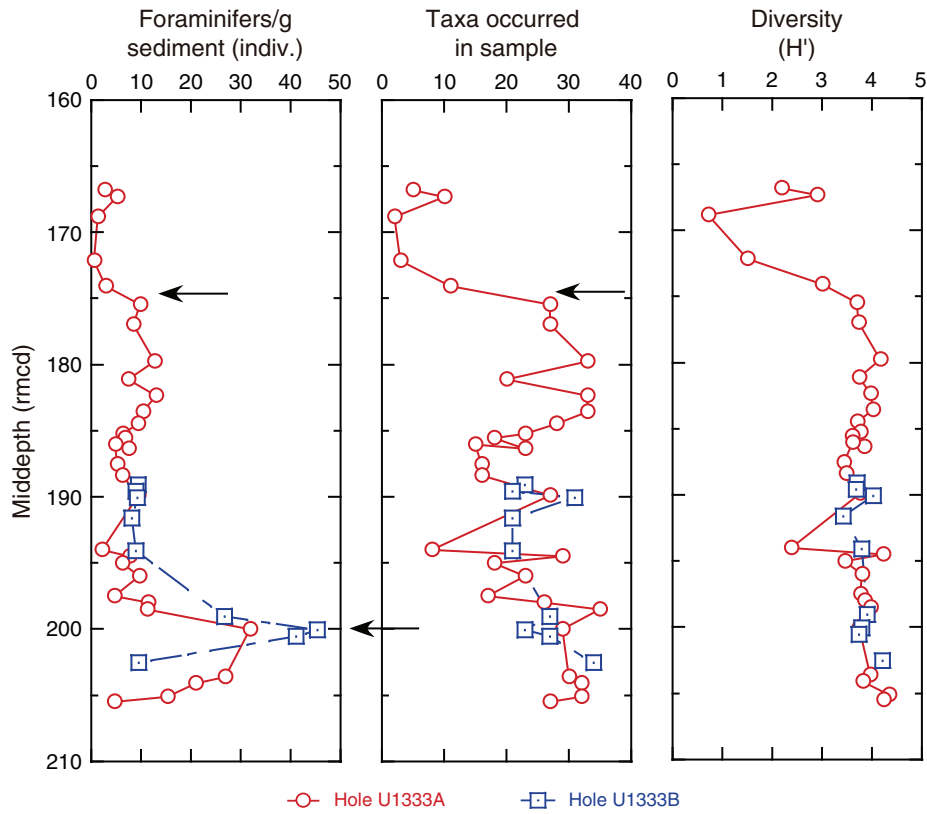 Foraminifers/g
sediment (indiv.)
Taxa occurred
in sample
Diversity
(H')
0 10 20 30 40 50
0 10 20 30 40
0 1 2 3 4 5
160
170
180
190
200
210
Middepth (rmcd)
Hole U1333A
Hole U1333B